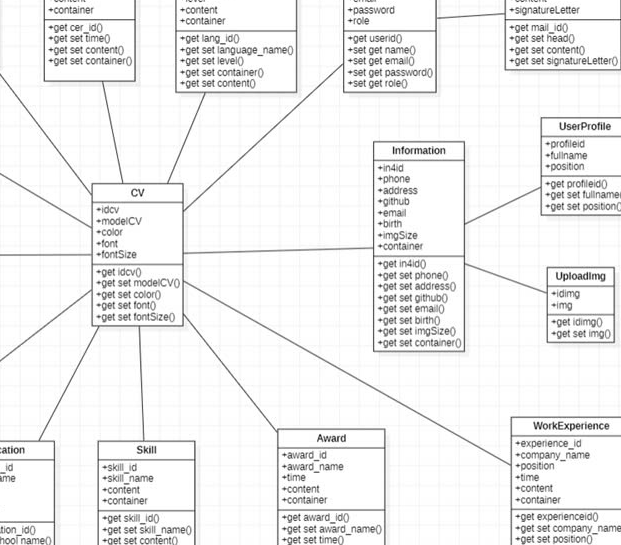 +container
+get cer_id()
+get set time()
+get set content()
+get set container()
+content
+container
+get lang_id()
+get set language_name()
+set level()
+get set container()
+get set content()
+password
+role
+get userid()
+set get name()
+set get email()
+set get password()
+set get role()
+signatureLetter
+get mail_id()
+get set head()
+get set content()
+get set signatureLetter()
CV
+idcv
+modelCV
+color
+font
+fontSize
+get idcv()
+get set modelCV()
+get set color()
+get set font()
+get set fontSize()
Information
+in4id
+phone
+address
+github
+email
+birth
+imgSize
+container
+get in4id()
+get set phone()
+get set address()
+get set github()
+get set email()
+get set birth()
+get set imgSize()
+get set container()
UserProfile
+profileid
+fullname
+position
+get profileid()
+get set fullname
+get set position()
UploadImg
+idimg
+img
+get idimg()
+get set img()
cation
_id
ame
ation_id()
hool name()
Skill
+skill_id
+skill_name
+content
+container
+get skill_id()
+get set skill_name()
+get set content()
Award
+award_id
+award_name
+time
+content
+container
+get award_id()
+get set award_name()
+get set time()
WorkExperience
+experience_id
+company_name
+position
+time
+content
+container
+get experienceid()
+get set company_name
+get set position()